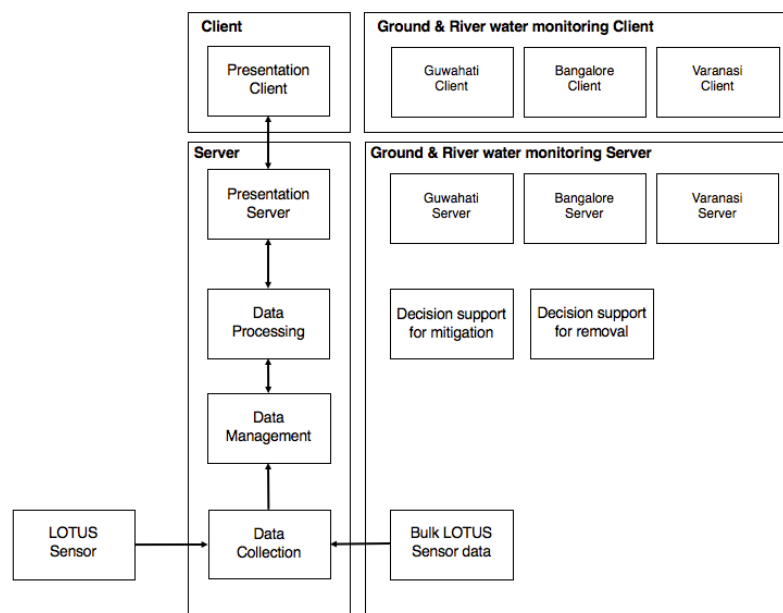 Client
Presentation
Client
Ground & River water monitoring Client
Guwahati
Client
Bangalore
Client
Varanasi
Client
Server
Presentation
Server
Data
Processing
Data
Management
Data
Collection
LOTUS
Sensor
Ground & River water monitoring Server
Guwahati
Server
Bangalore
Server
Varanasi
Server
Decision support
for mitigation
Decision support
for removal
Bulk LOTUS
Sensor data